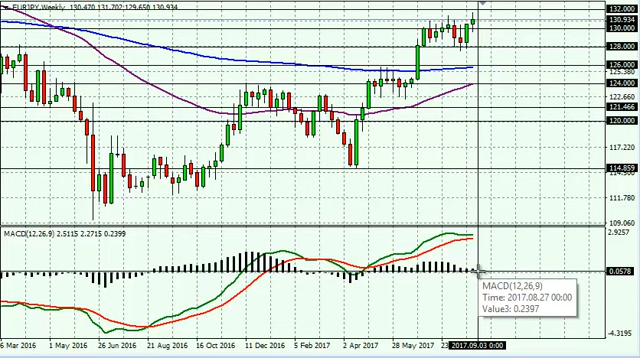 EURJPY,Weekly 130.470 131.702 129.650 130.934
132.000
130.934
130.000
128.000
126.000
125.380
124.000
122.660
121.466
120.000
117.220
114.859
111.780
109.060
MACD(12,26,9) 2.5115 2.2715 0.2399
2.9257
0.0578
-4.3195
MACD(12,26,9)
Time: 2017.08.27 00:00
Value3: 0.2397
6 Mar 2016 1 May 2016 26 Jun 2016 21 Aug 2016 16 Oct 2016 11 Dec 2016 5 Feb 2017 2 Apr 2017 28 May 2017 23 2017.09.03 0:00